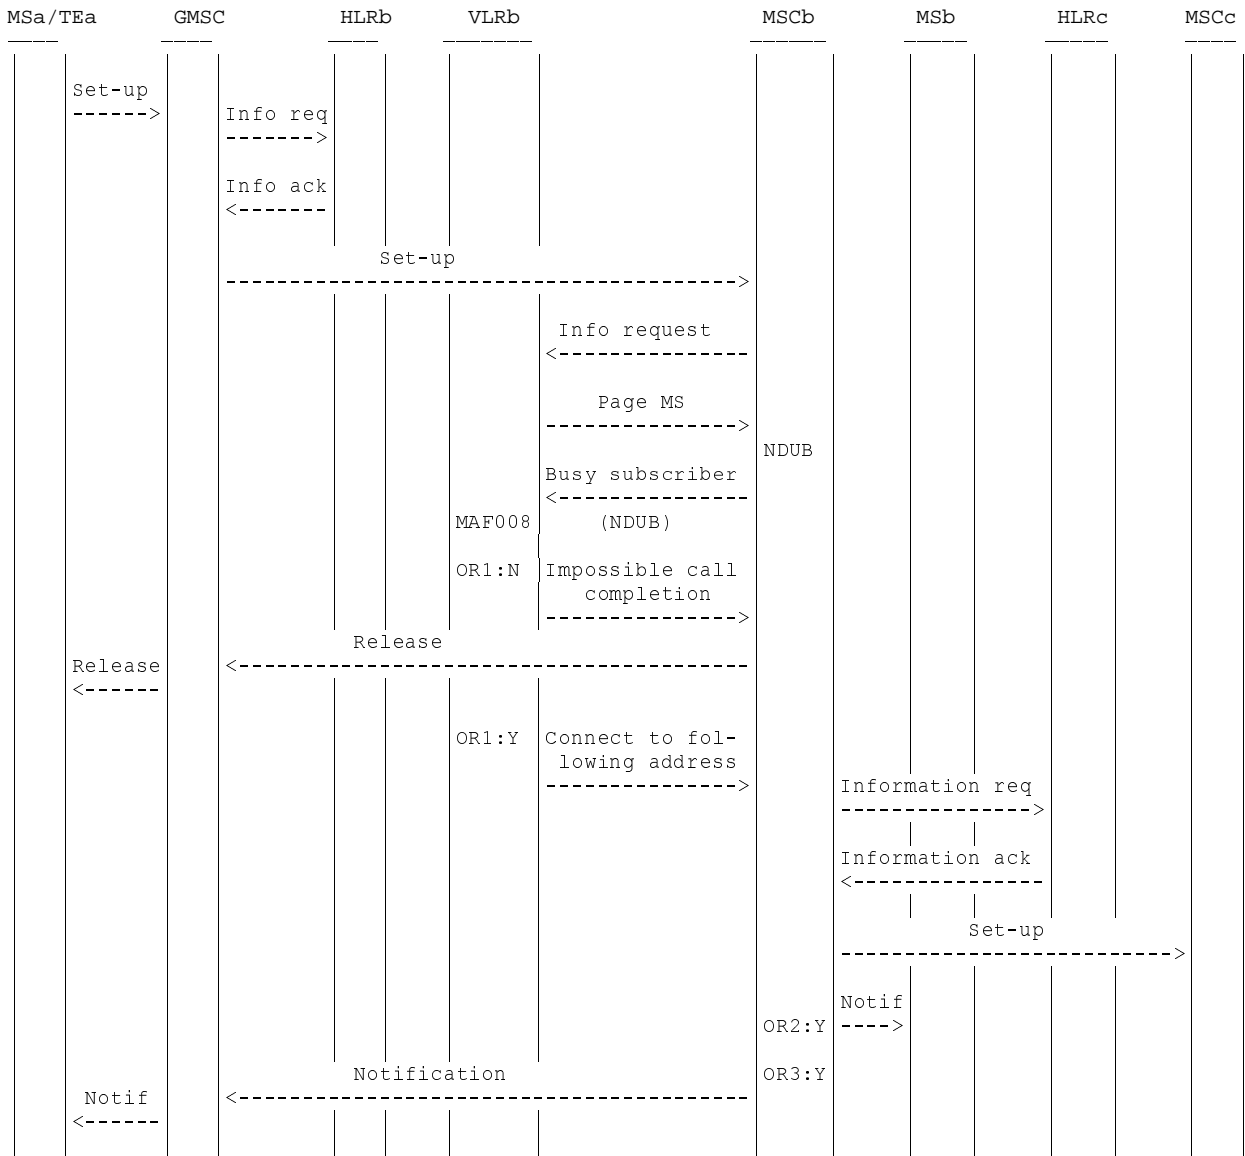 MSa/TEa GMSC HLRb VLRb MSCb MSb HLRc MSCc
Set-up
------>
Info req
------->
Info ack
<-------
Set-up
---------------------------------------->
Info request
<---------------
Page MS
--------------->
NDUB
Busy subscriber
<---------------
MAF008 (NDUB)
OR1:N Impossible call
completion
--------------->
Release
Release <----------------------------------------
<------
OR1:Y Connect to fol-
lowing address
---------------> Information req
--------------->
Information ack
<---------------
Set-up
-------------------------->
Notif
OR2:Y ---->
Notification OR3:Y
Notif <----------------------------------------
<------